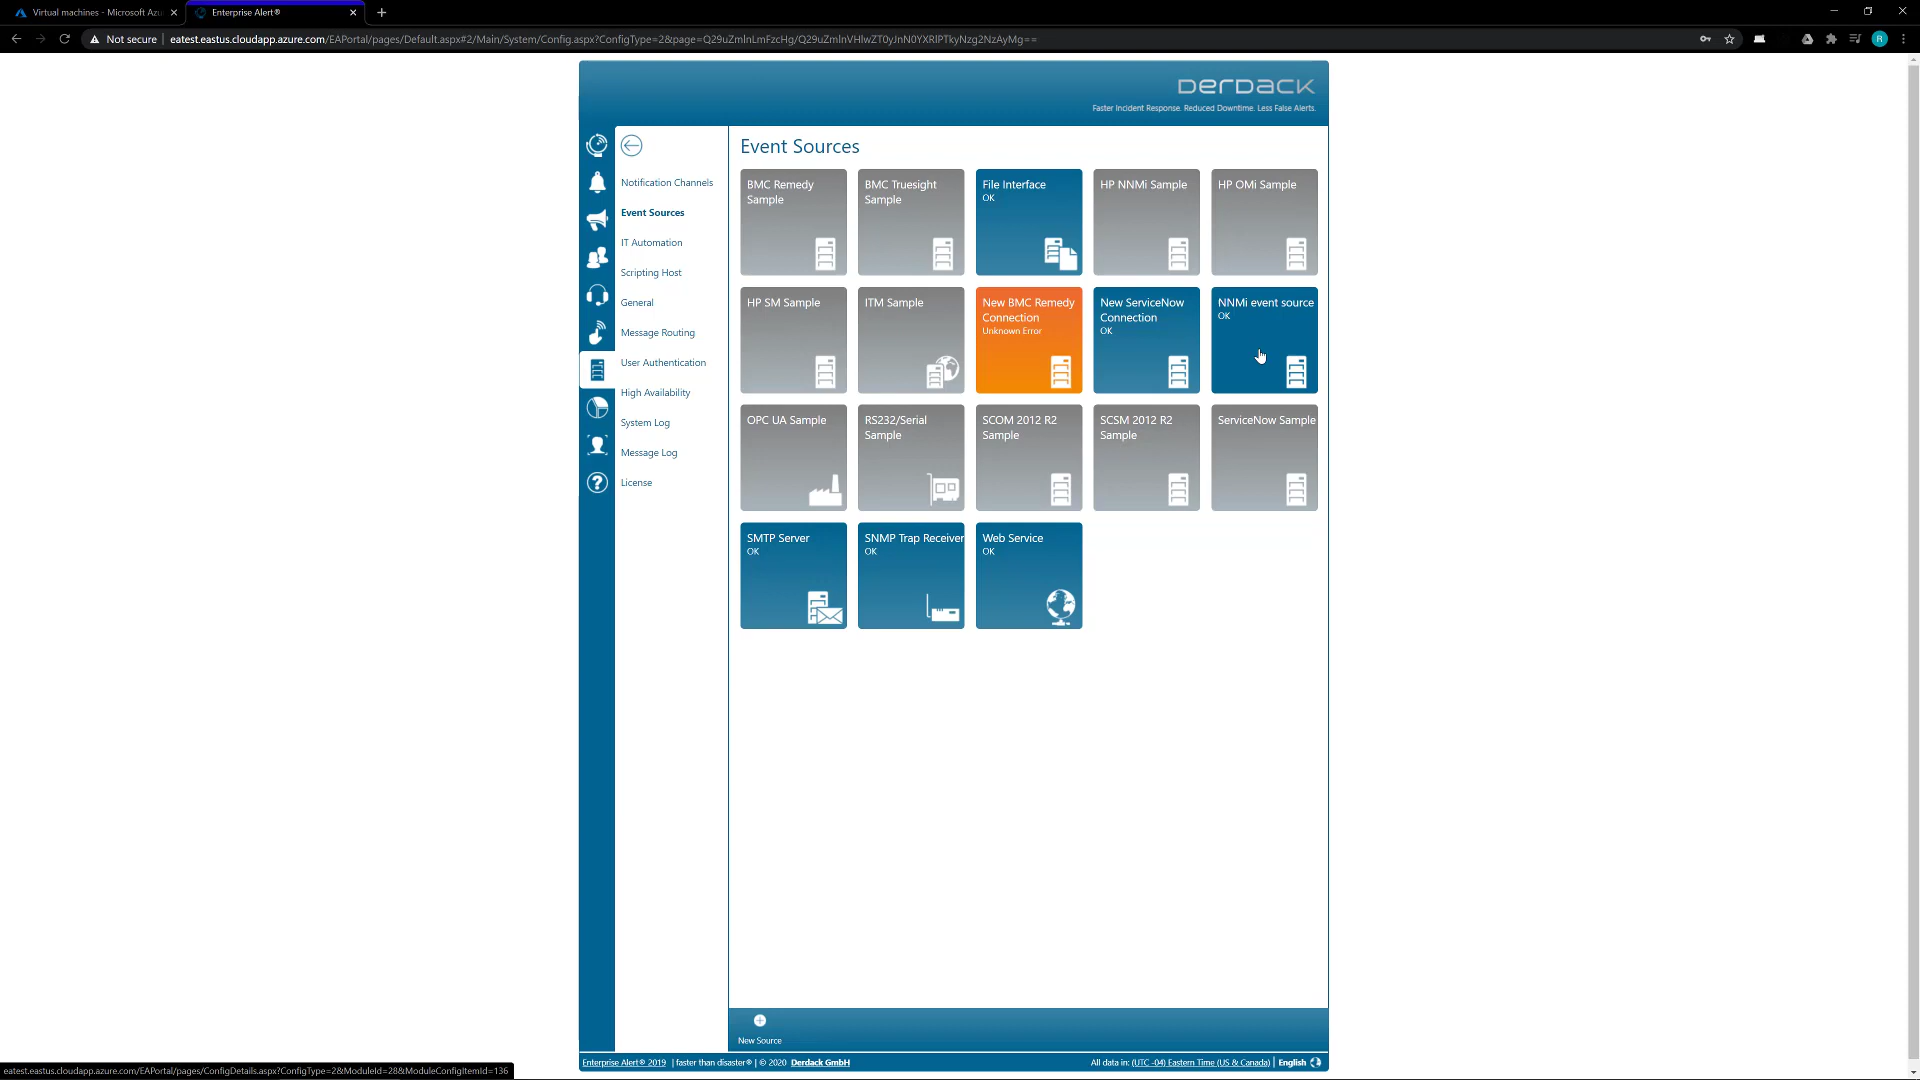 Virtual machines - Microsoft Azu
Enterprise Alert®
Not secure
eatest.eastus.cloudapp.azure.com/EAPortal/pages/Default.aspx#2/Main/System/Config.aspx?ConfigType=2&page=Q29uZmlnLmFzcHg/Q29uZmlnVHlwZT0yJnN0YXRlPTkyNzg2NzAyMg==
R
DERDACK
Faster Incident Response. Reduced Downtime. Less False Alerts.
Notification Channels
Event Sources
IT Automation
Scripting Host
General
Message Routing
User Authentication
High Availability
System Log
Message Log
License
Event Sources
BMC Remedy
Sample
BMC Truesight
Sample
File Interface
OK
HP NNMi Sample
HP OMi Sample
HP SM Sample
ITM Sample
New BMC Remedy
Connection
Unknown Error
New ServiceNow
Connection
OK
NNMi event source
OK
OPC UA Sample
RS232/Serial
Sample
SCOM 2012 R2
Sample
SCSM 2012 R2
Sample
ServiceNow Sample
SMTP Server
OK
SNMP Trap Receiver
OK
Web Service
OK
New Source
Enterprise Alert® 2019 | faster than disaster® | © 2020 Derdack GmbH
All data in: (UTC -04) Eastern Time (US & Canada) | English
eatest.eastus.cloudapp.azure.com/EAPortal/pages/ConfigDetails.aspx?ConfigType=2&ModuleId=28&ModuleConfigItemId=136